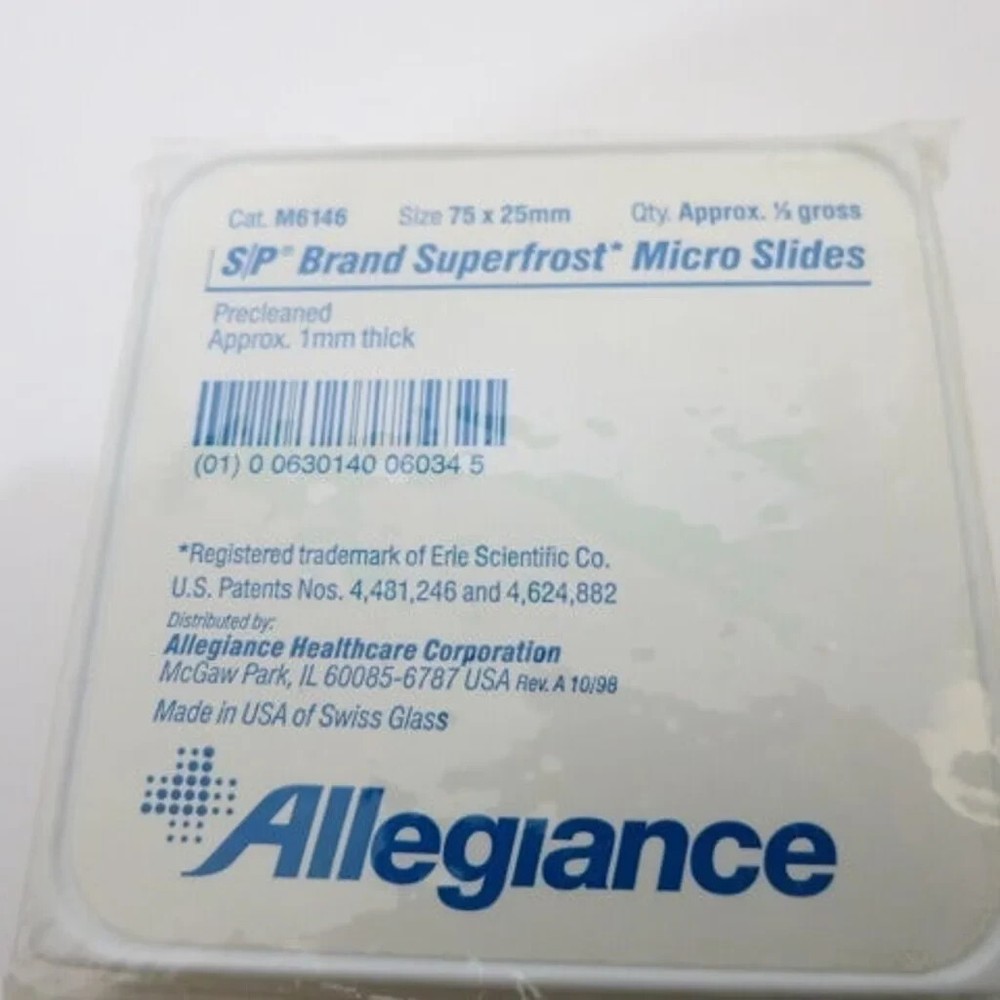 Cat. M6146 Size 75 x 25mm Qty. Approx. ½ gross
S/P® Brand Superfrost* Micro Slides
Precleaned
Approx. 1mm thick
(01) 0 0630140 06034 5
*Registered trademark of Erie Scientific Co.
U.S. Patents Nos. 4,481,246 and 4,624,882
Distributed by:
Allegiance Healthcare Corporation
McGaw Park, IL 60085-6787 USA Rev. A 10/98
Made in USA of Swiss Glass
Allegiance